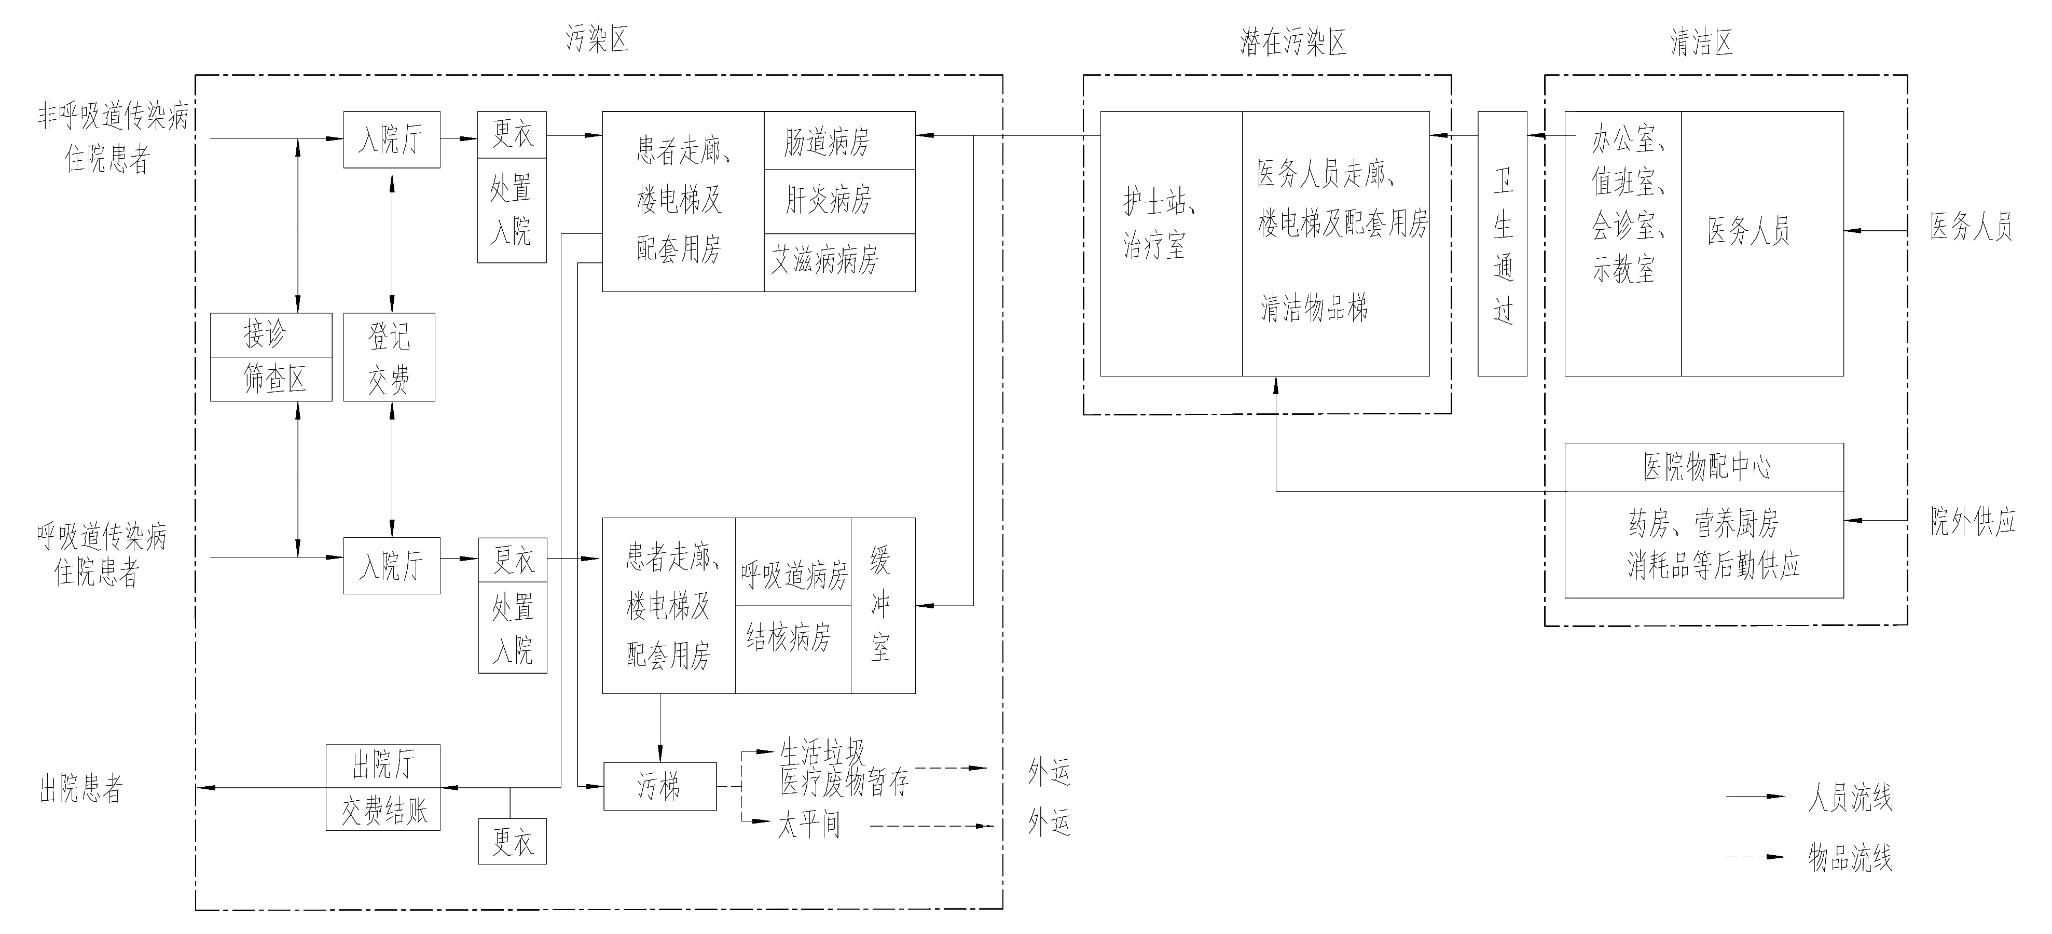 污染区
潜在污染区
清洁区
非呼吸道传染病
住院患者
入院厅
更衣
处置
入院
患者走廊、
楼电梯及
配套用房
肠道病房
肝炎病房
艾滋病病房
护士站、
治疗室
医务人员走廊、
楼电梯及配套用房
清洁物品梯
卫
生
通
过
办公室、
值班室、
会诊室、
示教室
医务人员
医务人员
接诊
筛查区
登记
交费
医院物配中心
药房、营养厨房
消耗品等后勤供应
院外供应
呼吸道传染病
住院患者
入院厅
更衣
处置
入院
患者走廊、
楼电梯及
配套用房
呼吸道病房
结核病房
缓
冲
室
出院患者
出院厅
交费结账
更衣
污梯
生活垃圾
医疗废物暂存
太平间
外运
外运
人员流线
物品流线